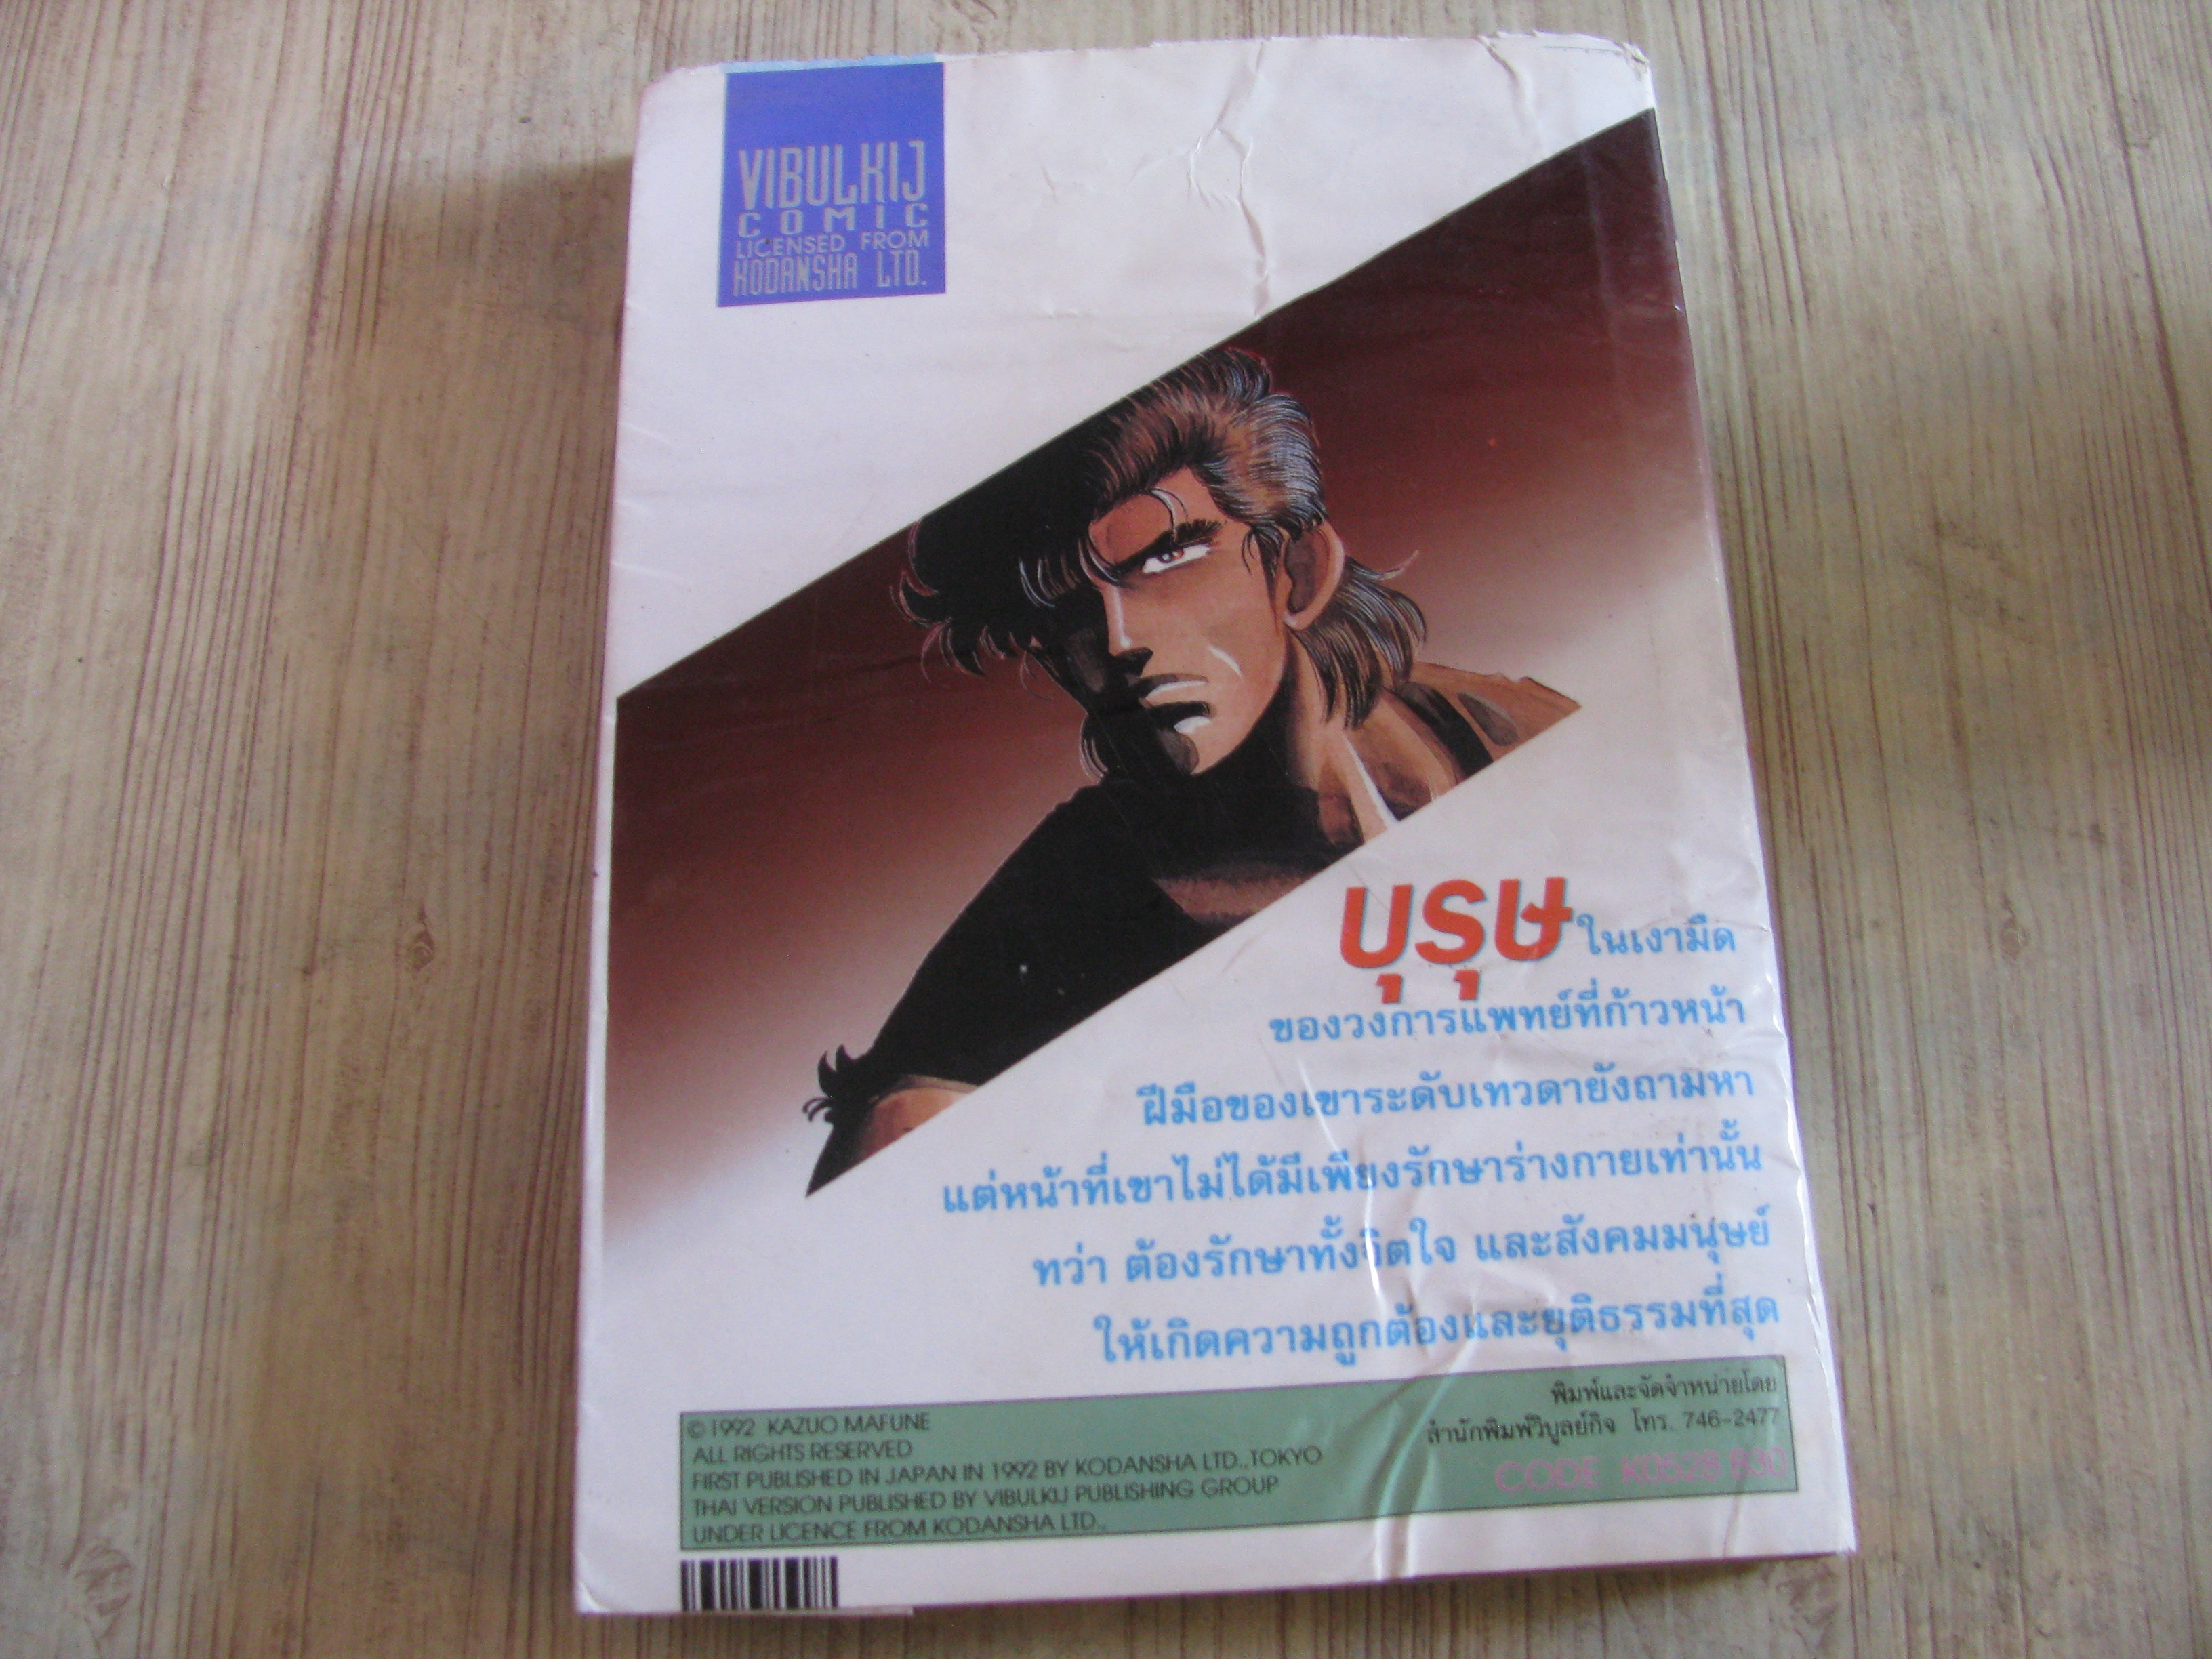 VIBULKIJ
COMIC
LICENSED FROM
KODANSHA LTD.
บุรุษในเงามืด
ของวงการแพทย์ที่ก้าวหน้า
ฝีมือของเขาระดับเทวดายังถามหา
แต่หน้าที่เขาไม่ได้มีเพียงรักษาร่างกายเท่านั้น
ทว่า ต้องรักษาทั้งจิตใจ และสังคมมนุษย์
ให้เกิดความถูกต้องและยุติธรรมที่สุด
พิมพ์และจัดจำหน่ายโดย
สำนักพิมพ์วิบูลย์กิจ โทร. 746-2477
CODE K0528 B30
© 1992 KAZUO MAFUNE
ALL RIGHTS RESERVED
FIRST PUBLISHED IN JAPAN IN 1992 BY KODANSHA LTD.,TOKYO
THAI VERSION PUBLISHED BY VIBULKIJ PUBLISHING GROUP
UNDER LICENCE FROM KODANSHA LTD.,